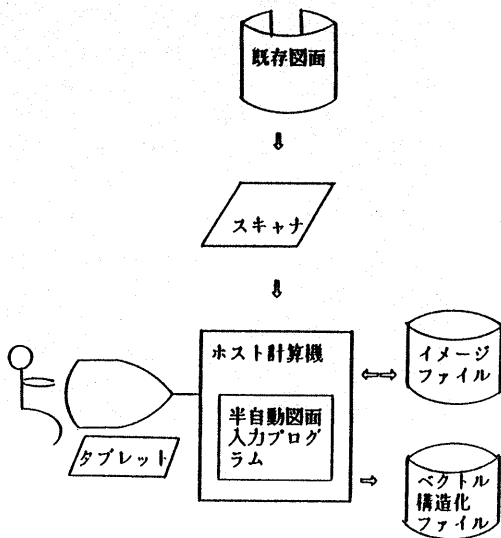 既存図面
スキャナ
ホスト計算機
半自動図面
入力プログ
ラム
タブレット
イメージ
ファイル
ベクトル
構造化
ファイル